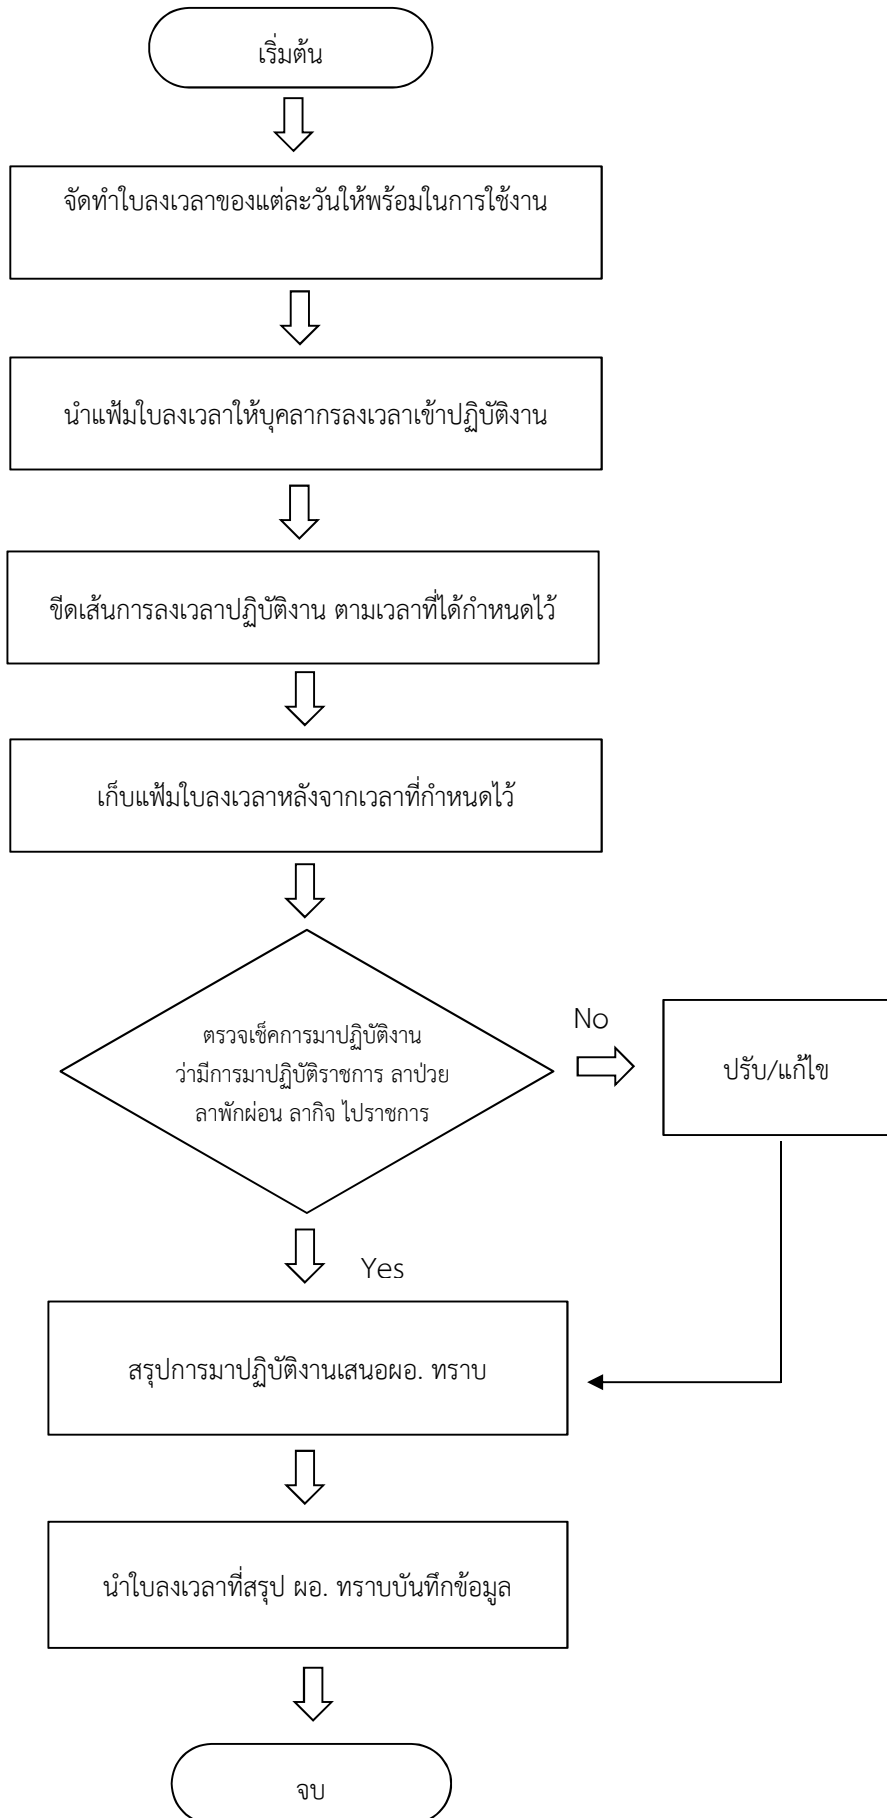 เริ่มต้น
จัดทำใบลงเวลาของแต่ละวันให้พร้อมในการใช้งาน
นำแฟ้มใบลงเวลาให้บุคลากรลงเวลาเข้าปฏิบัติงาน
ขีดเส้นการลงเวลาปฏิบัติงาน ตามเวลาที่ได้กำหนดไว้
เก็บแฟ้มใบลงเวลาหลังจากเวลาที่กำหนดไว้
ตรวจเช็คการมาปฏิบัติงาน
ว่ามีการมาปฏิบัติราชการ ลาป่วย
ลาพักผ่อน ลากิจ ไปราชการ
No
ปรับ/แก้ไข
Yes
สรุปการมาปฏิบัติงานเสนอผอ. ทราบ
นำใบลงเวลาที่สรุป ผอ. ทราบบันทึกข้อมูล
จบ